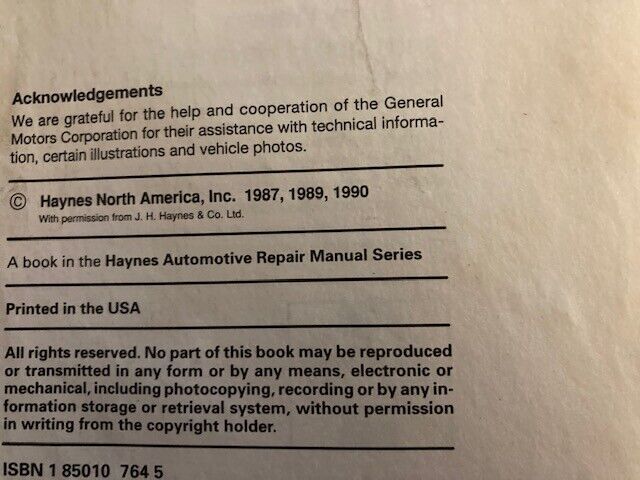 Acknowledgements
We are grateful for the help and cooperation of the General
Motors Corporation for their assistance with technical informa-
tion, certain illustrations and vehicle photos.
© Haynes North America, Inc. 1987, 1989, 1990
With permission from J. H. Haynes & Co. Ltd.
A book in the Haynes Automotive Repair Manual Series
Printed in the USA
All rights reserved. No part of this book may be reproduced
or transmitted in any form or by any means, electronic or
mechanical, including photocopying, recording or by any in-
formation storage or retrieval system, without permission
in writing from the copyright holder.
ISBN 1 85010 764 5